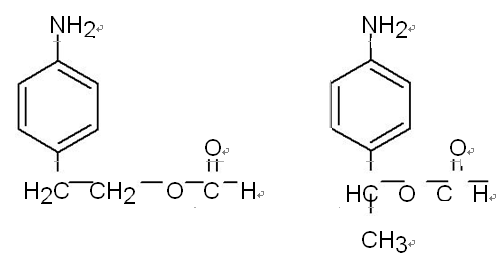 NH2 NH2
O O
H2C CH2 O C H HC O C H
CH3